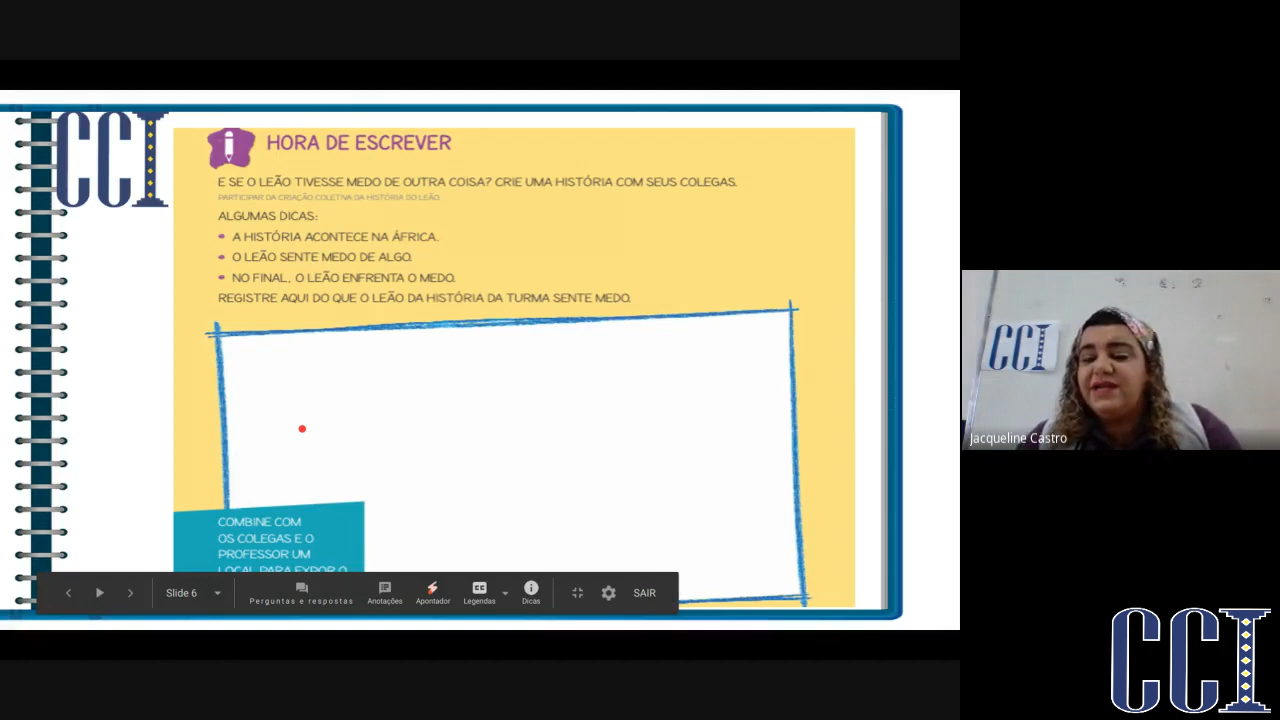 CCI
HORA DE ESCREVER
E SE O LEÃO TIVESSE MEDO DE OUTRA COISA? CRIE UMA HISTÓRIA COM SEUS COLEGAS.
PARTICIPAR DA CRIAÇÃO COLETIVA DA HISTÓRIA DO LEÃO.
ALGUMAS DICAS:
• A HISTÓRIA ACONTECE NA ÁFRICA.
• O LEÃO SENTE MEDO DE ALGO.
• NO FINAL, O LEÃO ENFRENTA O MEDO.
REGISTRE AQUI DO QUE O LEÃO DA HISTÓRIA DA TURMA SENTE MEDO.
COMBINE COM
OS COLEGAS E O
PROFESSOR UM
LOCAL PARA EXPOR O
Slide 6
Perguntas e respostas
Anotações
Apontador
CC
Legendas
Dicas
SAIR
CCI
Jacqueline Castro
CCI